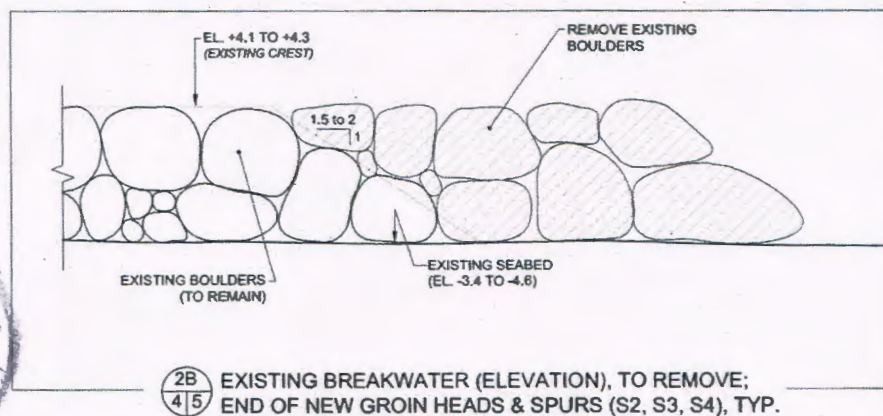 EL. +4.1 TO +4.3
(EXISTING CREST)
REMOVE EXISTING
BOULDERS
1.5 to 2
1
EXISTING BOULDERS
(TO REMAIN)
EXISTING SEABED
(EL. -3.4 TO -4.6)
2B
4|5
EXISTING BREAKWATER (ELEVATION), TO REMOVE;
END OF NEW GROIN HEADS & SPURS (S2, S3, S4), TYP.